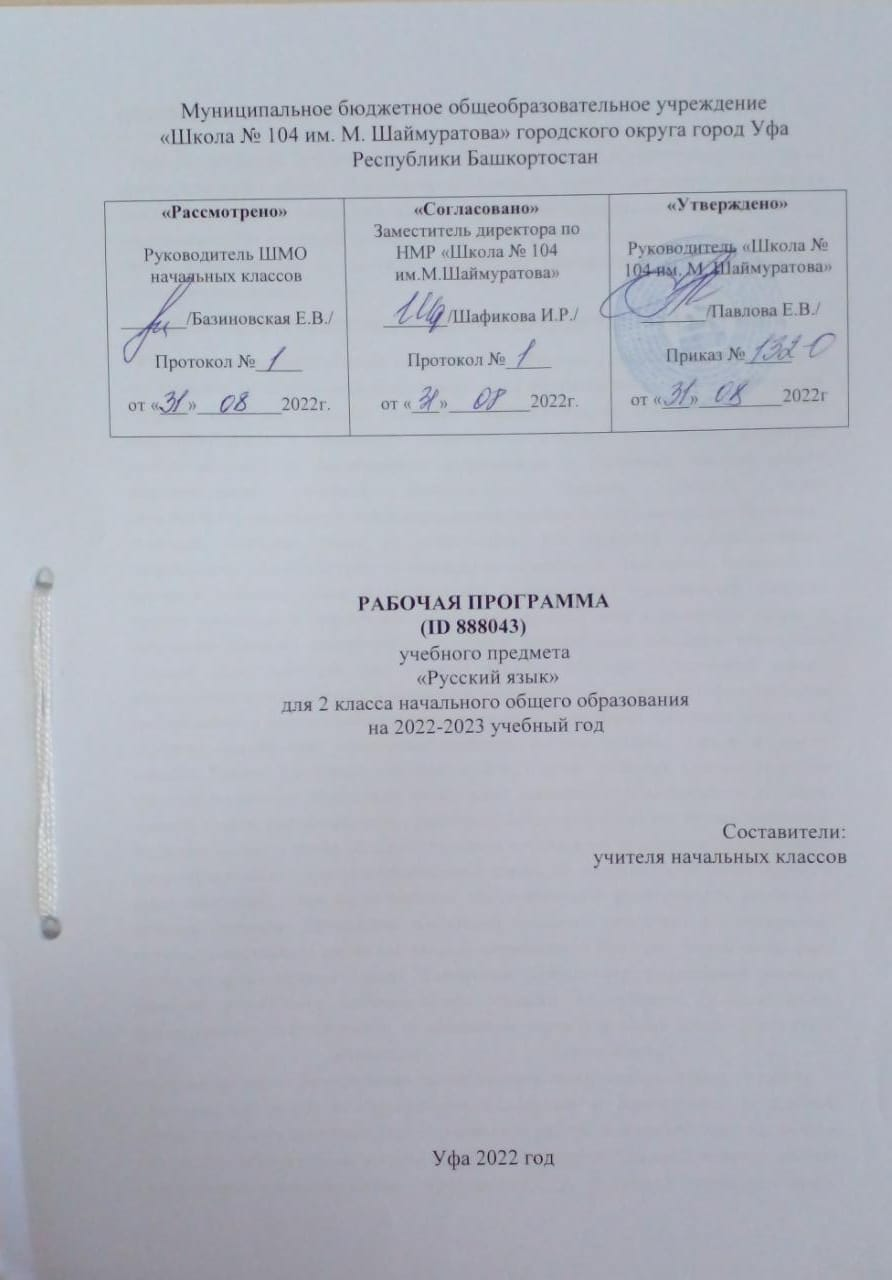 Муниципальное бюджетное общеобразовательное учреждение
«Школа № 104 им. М. Шаймуратова» городского округа город Уфа
Республики Башкортостан
«Рассмотрено»
Руководитель ШМО
начальных классов
/Базиновская Е.В./
Протокол № 1
от «31» 08 2022г.
«Согласовано»
Заместитель директора по
НМР «Школа № 104
им.М.Шаймуратова»
/Шафикова И.Р./
Протокол № 1
от «31» 08 2022г.
«Утверждено»
Руководитель «Школа №
104 им. М. Шаймуратова»
/Павлова Е.В./
Приказ № 132-О
от «31» 08 2022г
РАБОЧАЯ ПРОГРАММА
(ID 888043)
учебного предмета
«Русский язык»
для 2 класса начального общего образования
на 2022-2023 учебный год
Составители:
учителя начальных классов
Уфа 2022 год